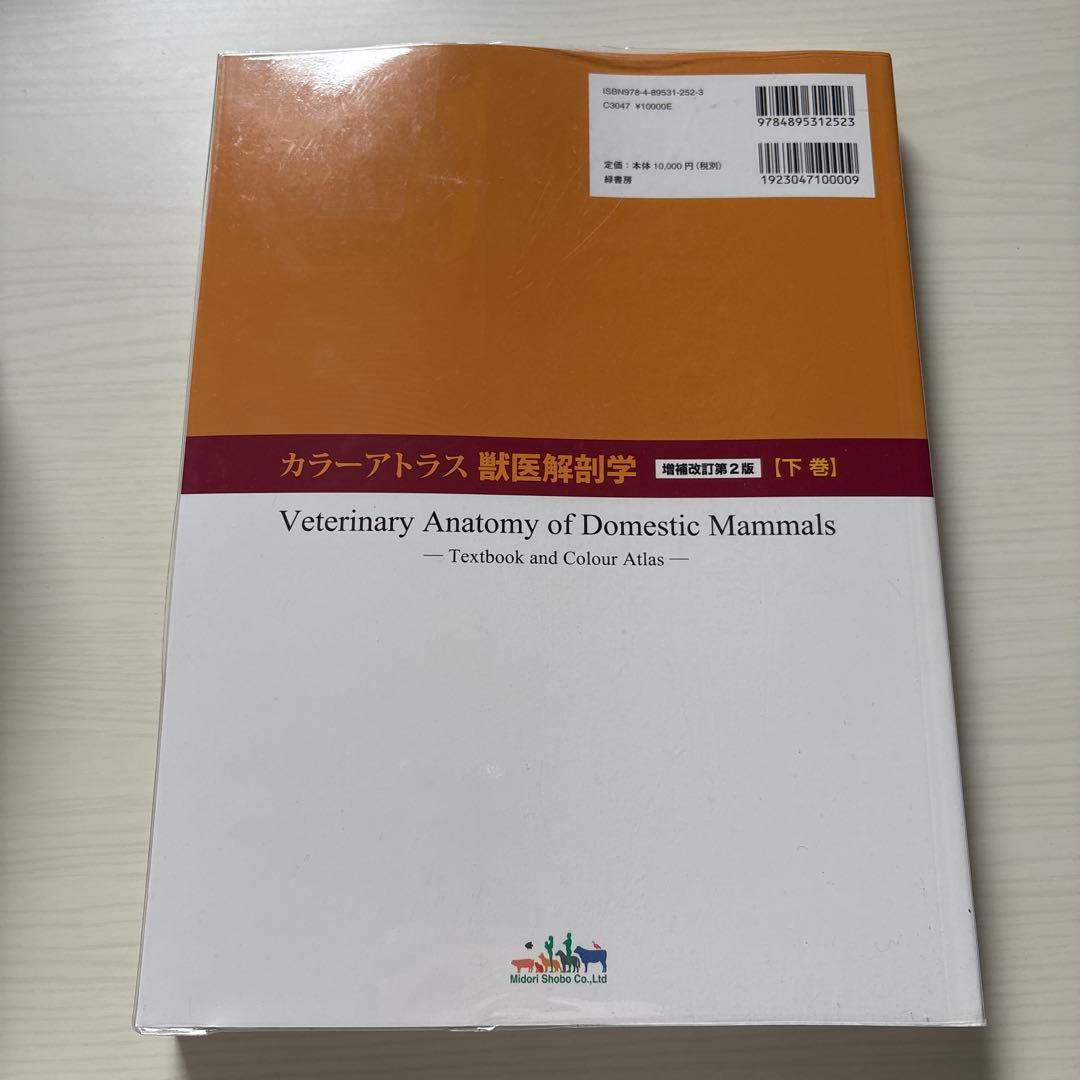 ISBN978-4-89531-252-3
C3047 ¥10000E
9784895312523
定価：本体 10,000 円（税別）
緑書房
1923047100009
カラーアトラス 獣医解剖学 増補改訂第2版 【下 巻】
Veterinary Anatomy of Domestic Mammals
— Textbook and Colour Atlas —
Midori Shobo Co.,Ltd